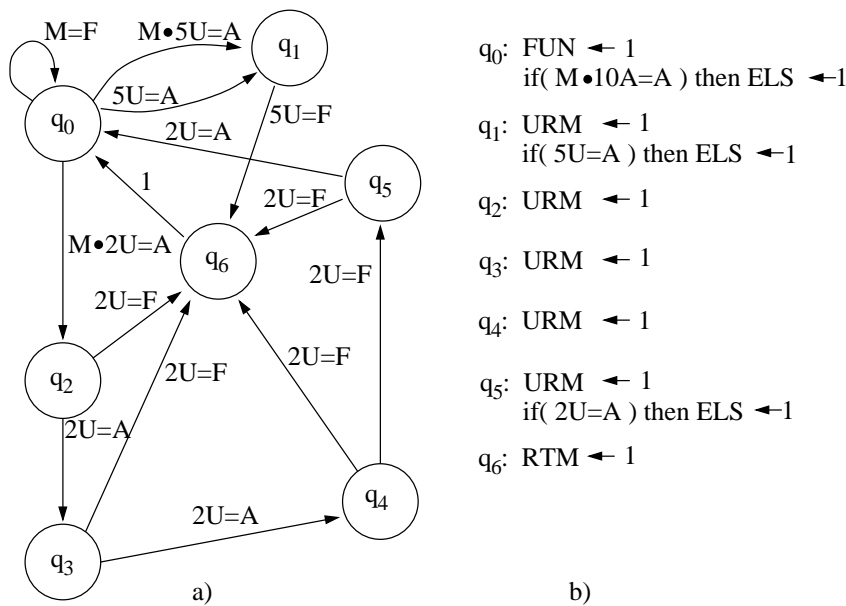 M=F
M•5U=A
q1
5U=A
5U=F
q0
2U=A
q5
1
2U=F
M•2U=A
q6
2U=F
2U=F
q2
2U=F
2U=F
2U=A
q4
2U=A
q3
a)
q0: FUN ← 1
if( M•10A=A ) then ELS ←1
q1: URM ← 1
if( 5U=A ) then ELS ←1
q2: URM ← 1
q3: URM ← 1
q4: URM ← 1
q5: URM ← 1
if( 2U=A ) then ELS ←1
q6: RTM ← 1
b)